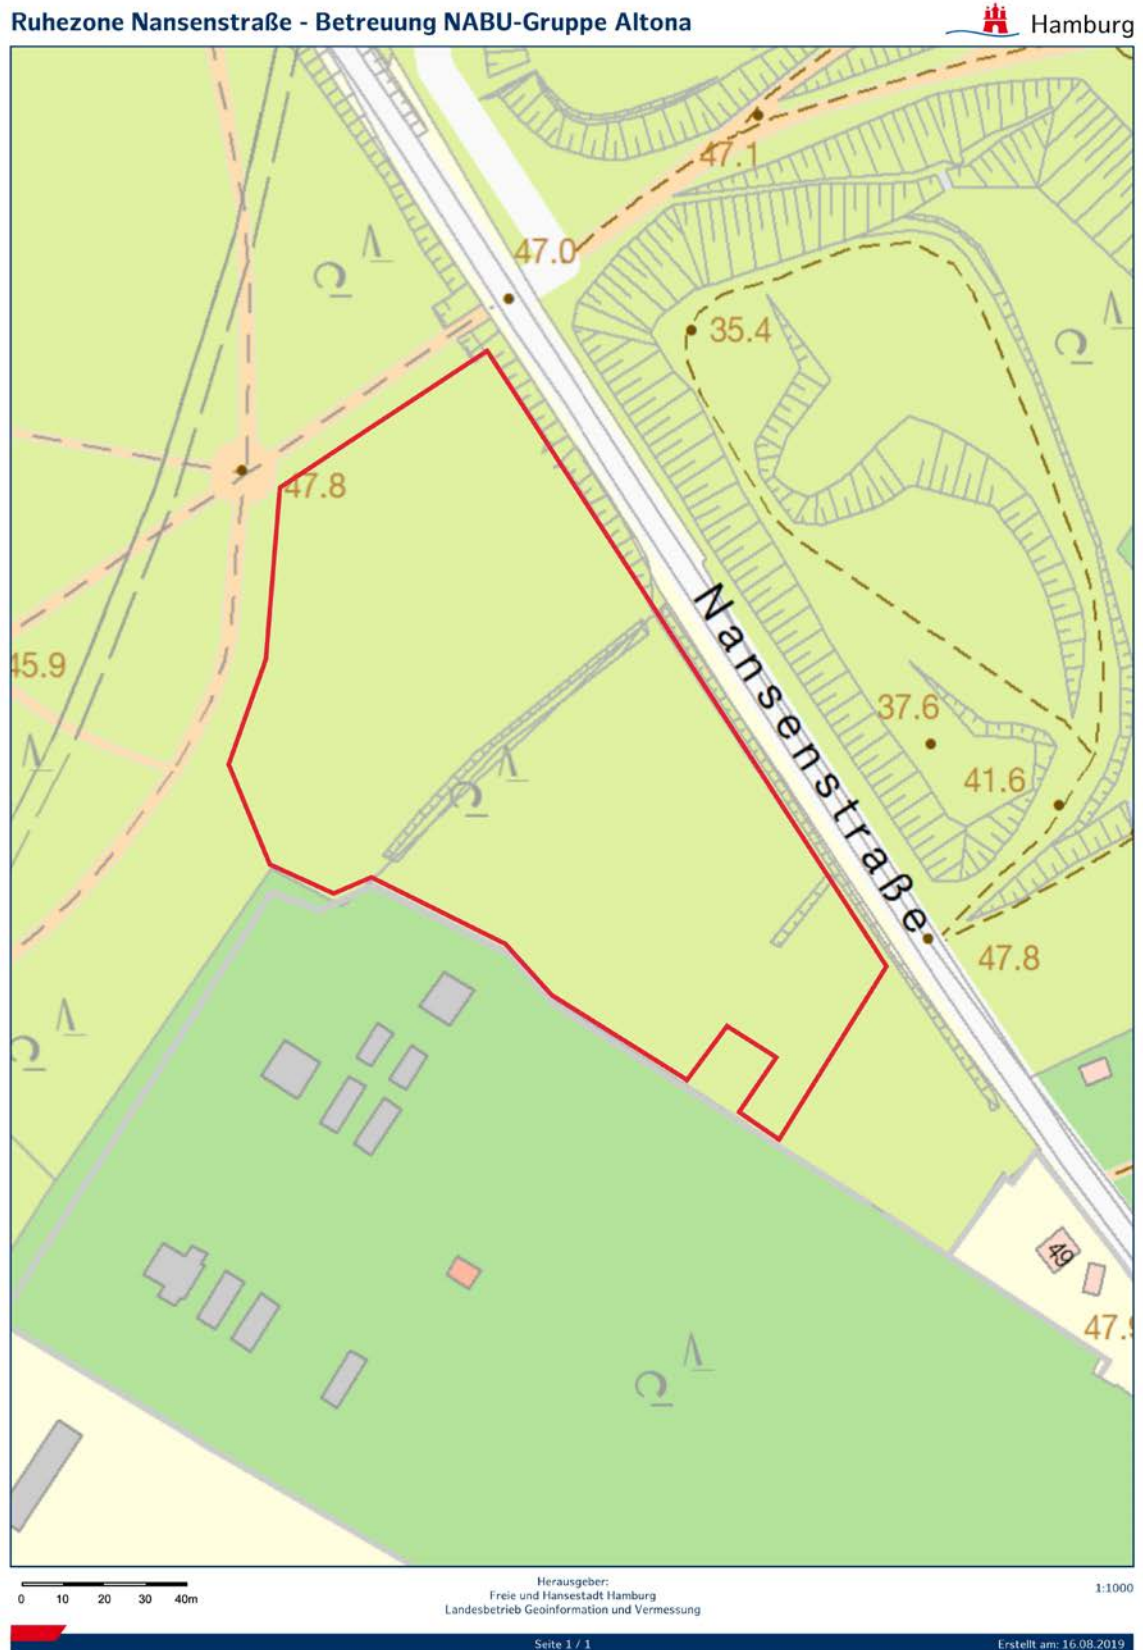 Ruhezone Nansenstraße - Betreuung NABU-Gruppe Altona
Hamburg
47.1
47.0
35.4
47.8
45.9
Nansenstraße
37.6
41.6
47.8
49
0 10 20 30 40m
Herausgeber:
Freie und Hansestadt Hamburg
Landesbetrieb Geoinformation und Vermessung
1:1000
Seite 1 / 1
Erstellt am: 16.08.2019